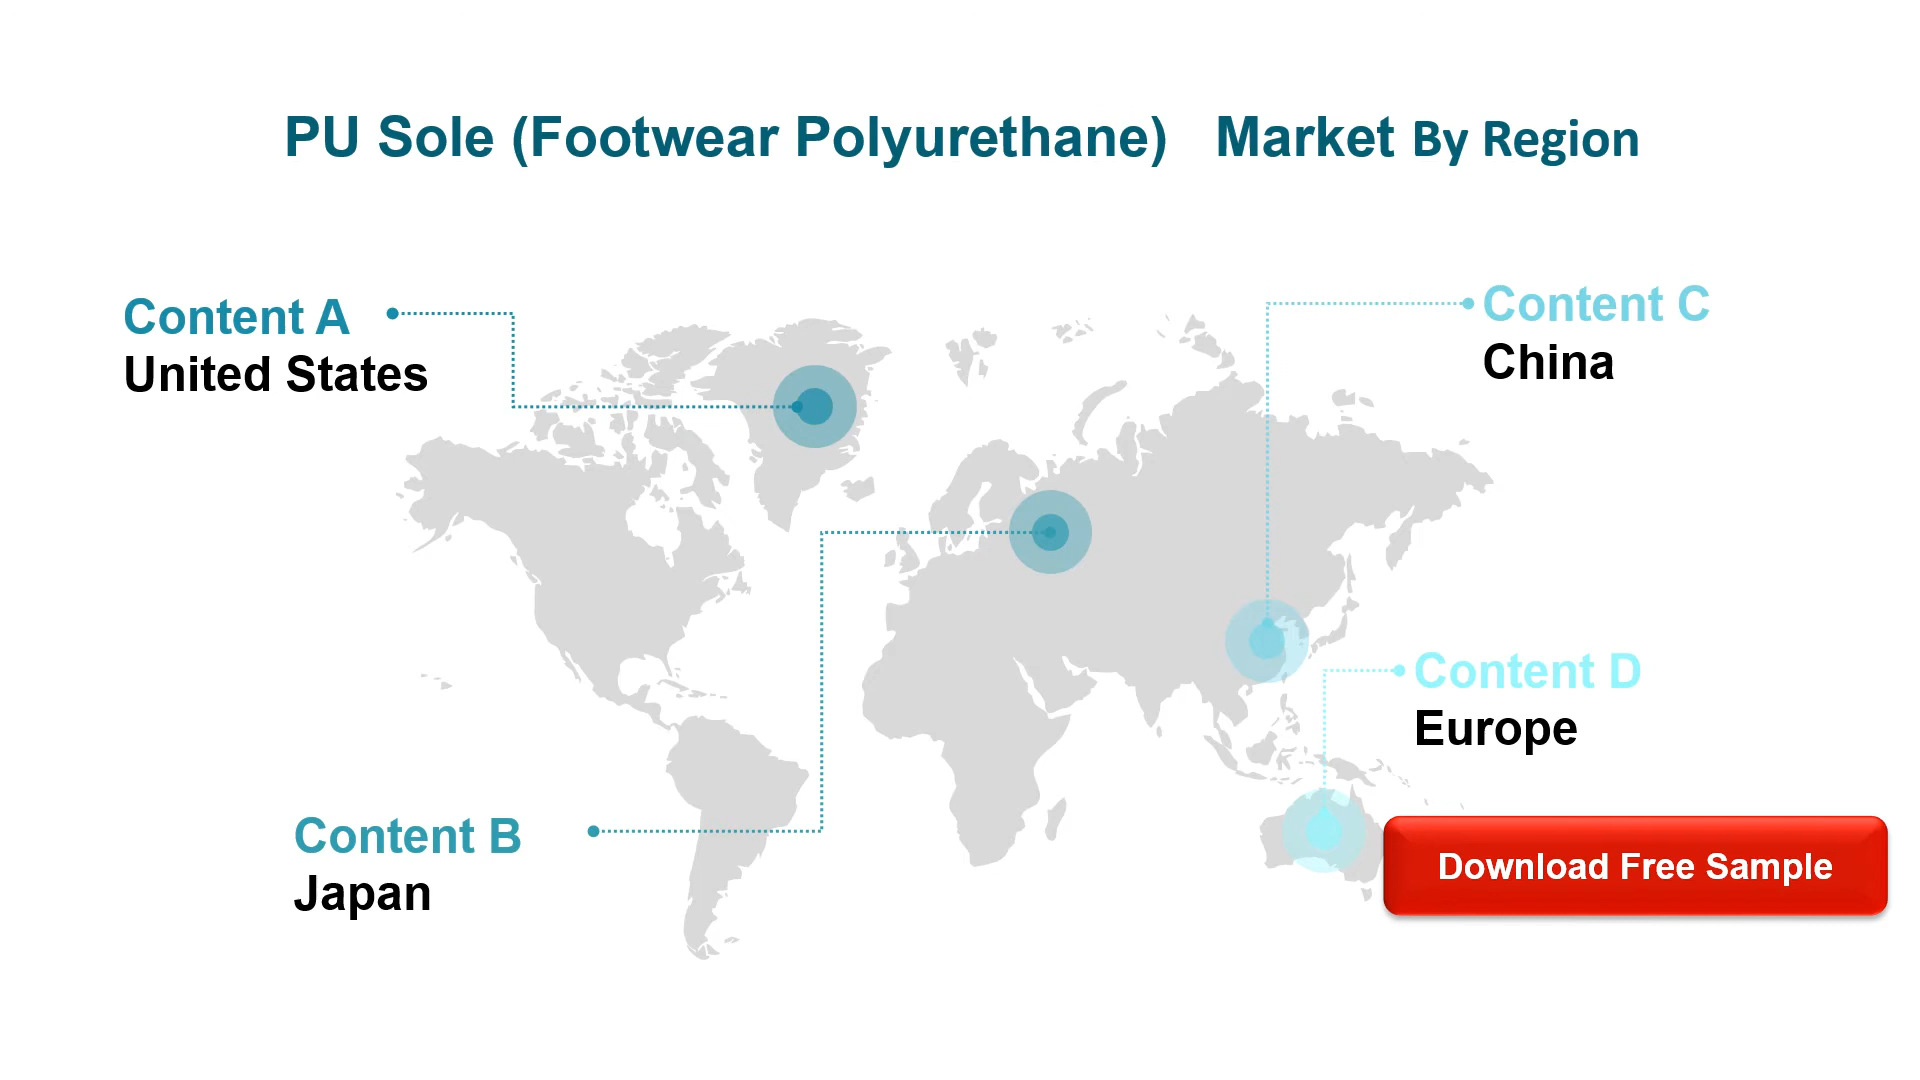 PU Sole (Footwear Polyurethane) Market By Region
Content A
United States
Content C
China
Content D
Europe
Content B
Japan
Download Free Sample